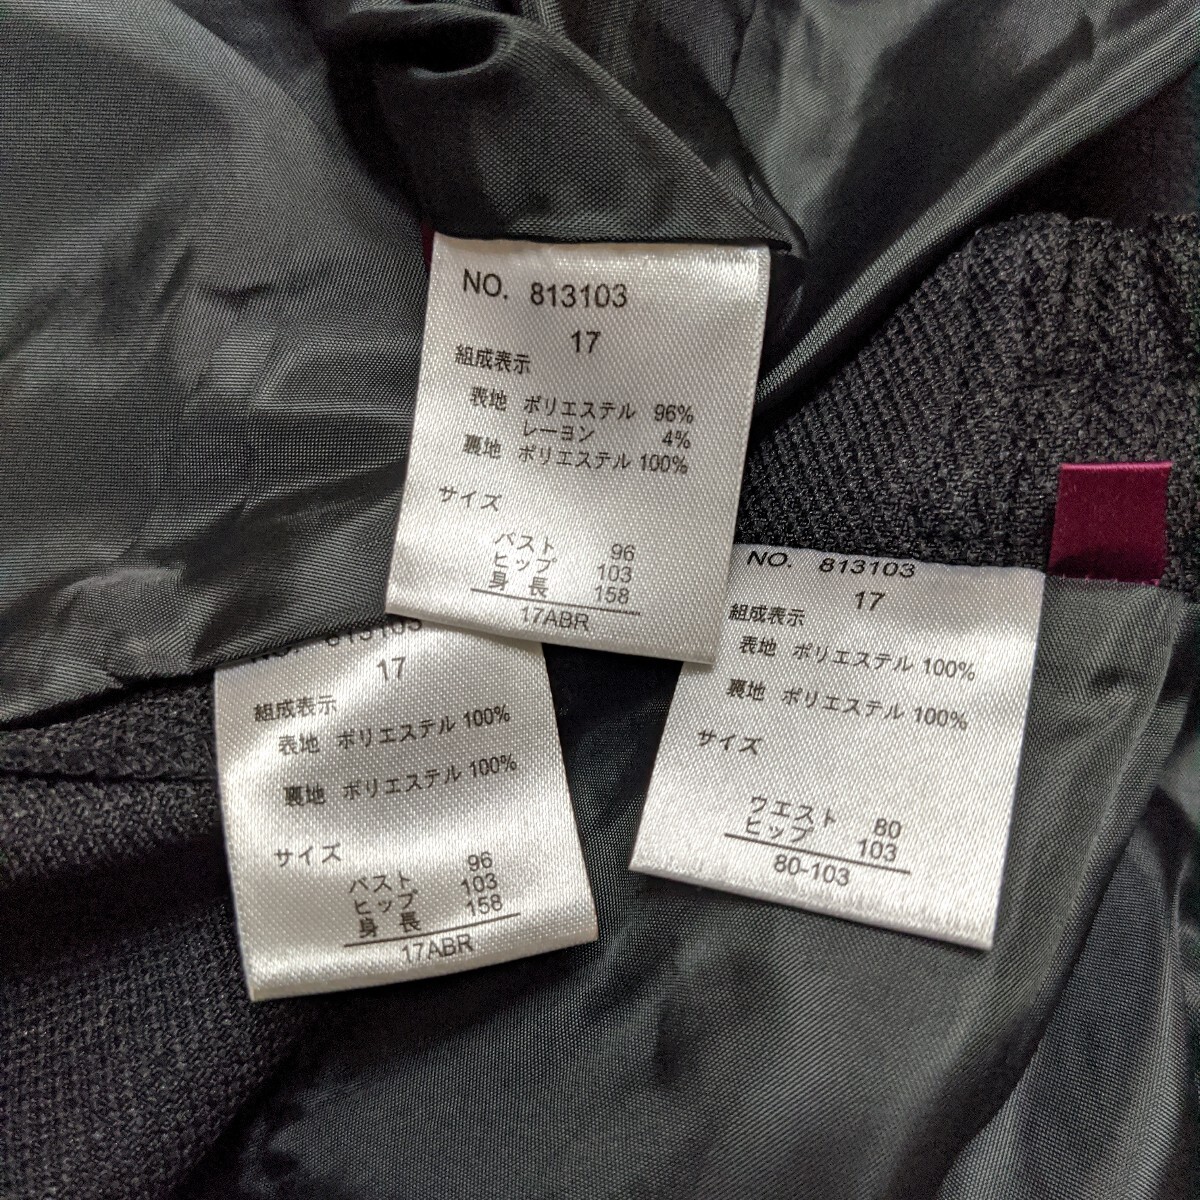 NO. 813103
17
組成表示
表地 ポリエステル 96%
レーヨン 4%
裏地 ポリエステル 100%
サイズ
バスト 96
ヒップ 103
身長 158
17ABR
813103
17
組成表示
表地 ポリエステル 100%
裏地 ポリエステル 100%
サイズ
バスト 96
ヒップ 103
身長 158
17ABR
NO. 813103
17
組成表示
表地 ポリエステル 100%
裏地 ポリエステル 100%
サイズ
ウエスト 80
ヒップ 103
80-103